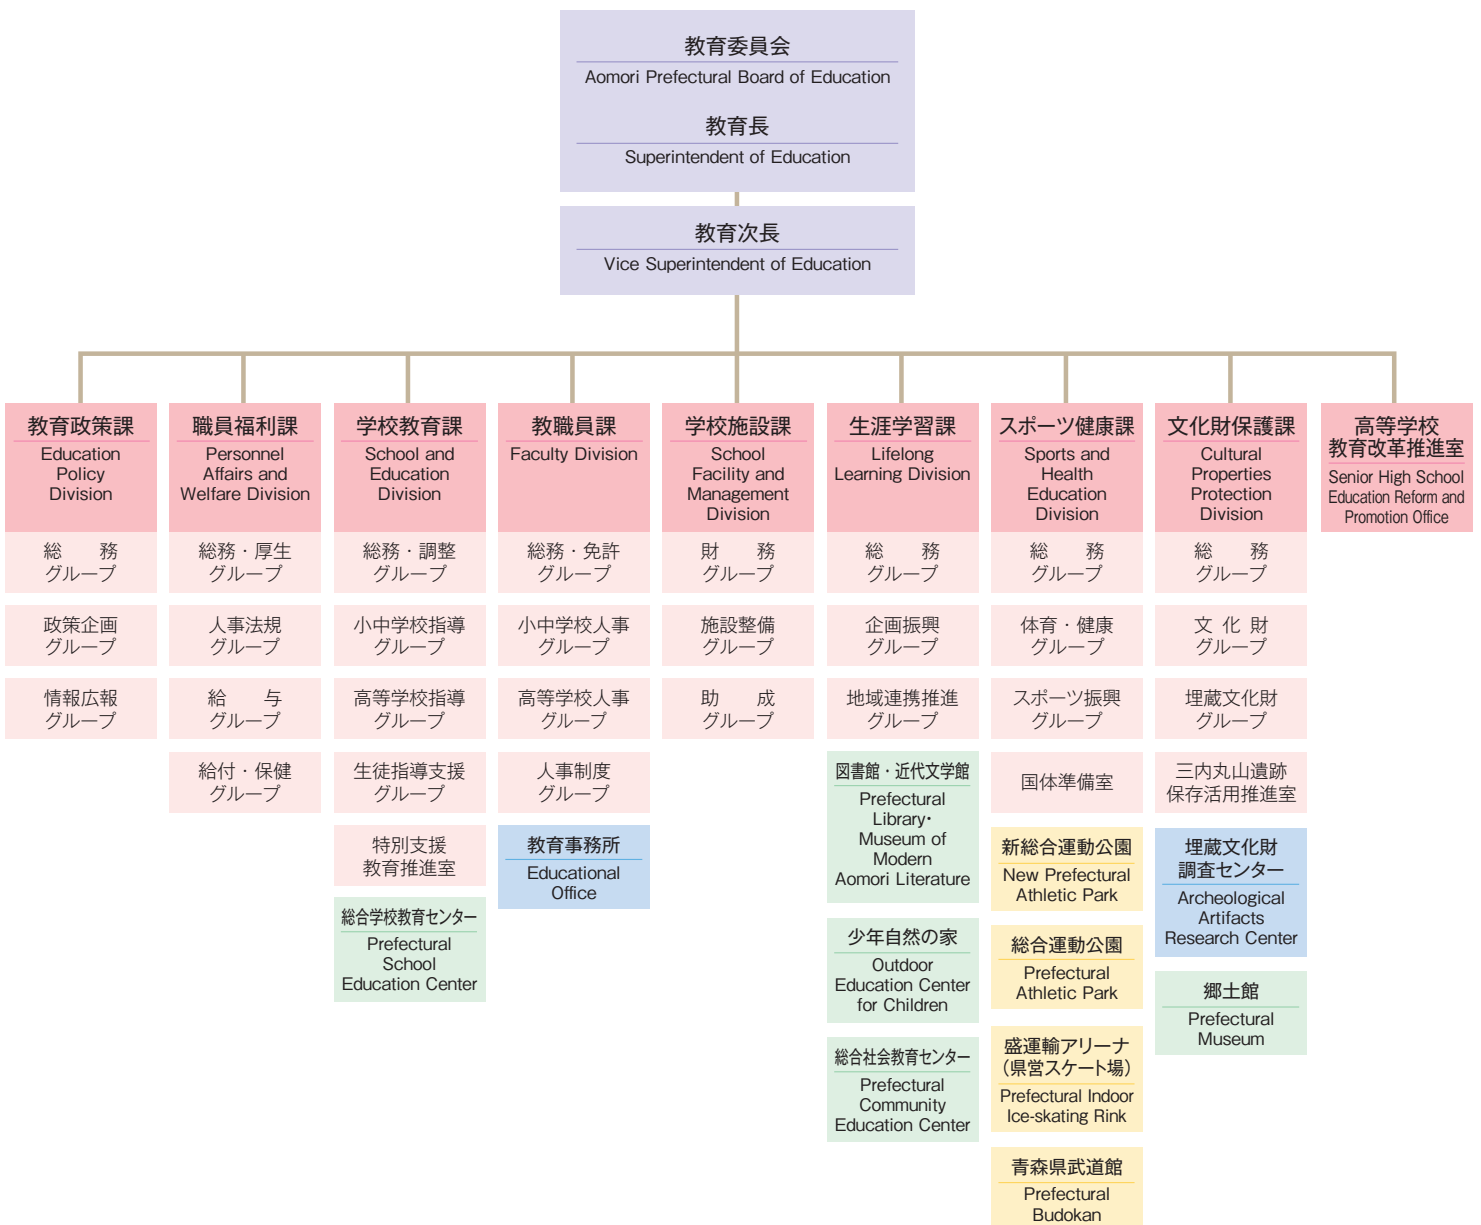 教育委員会
Aomori Prefectural Board of Education
教育長
Superintendent of Education
教育次長
Vice Superintendent of Education
教育政策課
Education
Policy
Division
総　務
グループ
政策企画
グループ
情報広報
グループ
職員福利課
Personnel
Affairs and
Welfare Division
総務・厚生
グループ
人事法規
グループ
給　与
グループ
給付・保健
グループ
学校教育課
School and
Education
Division
総務・調整
グループ
小中学校指導
グループ
高等学校指導
グループ
生徒指導支援
グループ
特別支援
教育推進室
総合学校教育センター
Prefectural
School
Education Center
教職員課
Faculty Division
総務・免許
グループ
小中学校人事
グループ
高等学校人事
グループ
人事制度
グループ
教育事務所
Educational
Office
学校施設課
School
Facility and
Management
Division
財　務
グループ
施設整備
グループ
助　成
グループ
生涯学習課
Lifelong
Learning Division
総　務
グループ
企画振興
グループ
地域連携推進
グループ
図書館・近代文学館
Prefectural
Library・
Museum of
Modern
Aomori Literature
少年自然の家
Outdoor
Education Center
for Children
総合社会教育センター
Prefectural
Community
Education Center
スポーツ健康課
Sports and
Health
Education
Division
総　務
グループ
体育・健康
グループ
スポーツ振興
グループ
国体準備室
新総合運動公園
New Prefectural
Athletic Park
総合運動公園
Prefectural
Athletic Park
盛運輸アリーナ
（県営スケート場）
Prefectural Indoor
Ice-skating Rink
青森県武道館
Prefectural
Budokan
文化財保護課
Cultural
Properties
Protection
Division
総　務
グループ
文 化 財
グループ
埋蔵文化財
グループ
三内丸山遺跡
保存活用推進室
埋蔵文化財
調査センター
Archeological
Artifacts
Research Center
郷土館
Prefectural
Museum
高等学校
教育改革推進室
Senior High School
Education Reform and
Promotion Office